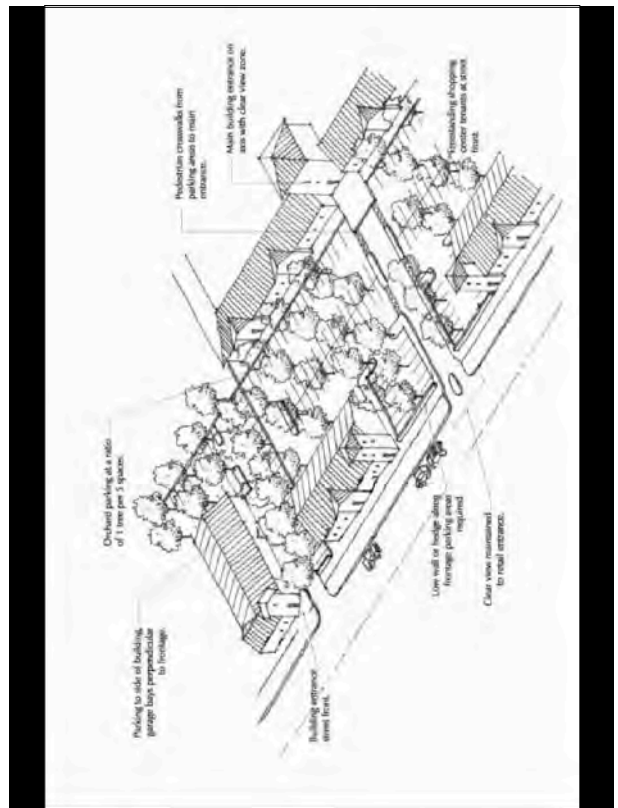 Parking to side of building,
garage bays perpendicular
to frontage.
Orchard parking at a ratio
of 1 tree per 5 spaces.
Pedestrian crosswalks from
parking areas to main
entrance.
Main building entrance on
axis with clear view zone.
Freestanding shopping
center tenants at street
front.
Building entrance
street front.
Low wall or hedge along
frontage parking areas
required
Clear view maintained
to retail entrance.